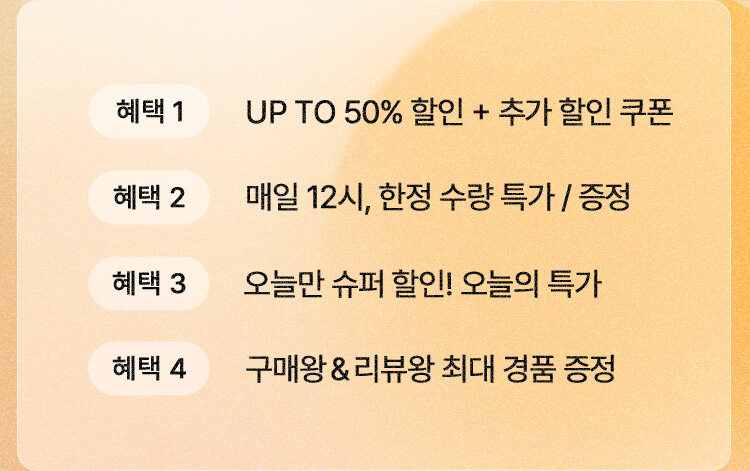 혜택 1 UP TO 50% 할인 + 추가 할인 쿠폰
혜택 2 매일 12시, 한정 수량 특가 / 증정
혜택 3 오늘만 슈퍼 할인! 오늘의 특가
혜택 4 구매왕&리뷰왕 최대 경품 증정